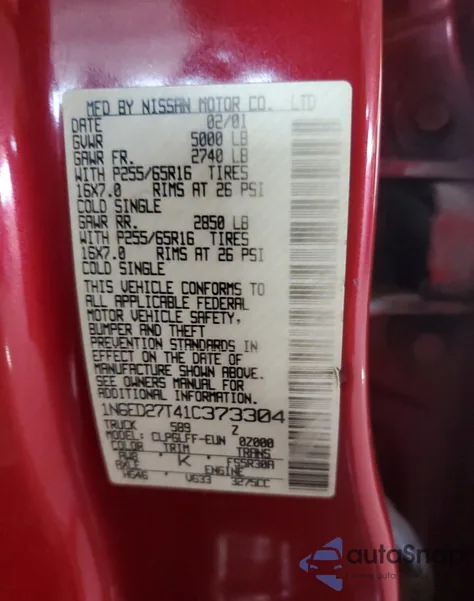 MFD BY NISSAN MOTOR CO. LTD
DATE 02/01
GVWR 5000 LB
GAWR FR. 2740 LB
WITH P255/65R16 TIRES
16X7.0 RIMS AT 26 PSI
COLD SINGLE
GAWR RR. 2850 LB
WITH P255/65R16 TIRES
16X7.0 RIMS AT 26 PSI
COLD SINGLE
THIS VEHICLE CONFORMS TO
ALL APPLICABLE FEDERAL
MOTOR VEHICLE SAFETY,
BUMPER AND THEFT
PREVENTION STANDARDS IN
EFFECT ON THE DATE OF
MANUFACTURE SHOWN ABOVE.
SEE OWNERS MANUAL FOR
ADDITIONAL INFORMATION
1N6ED27T41C373304
TRUCK 589 Z
MODEL: CLPGLFF-EUN 02000
COLOR TRIM TRANS
K FS5R30A
AXLE ENGINE
VG33 3275CC
autoSnap